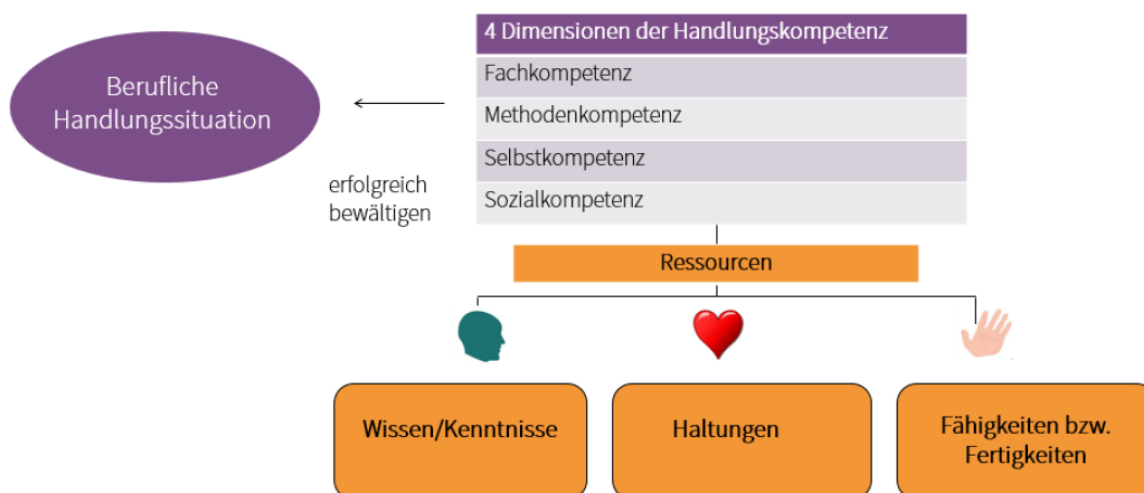 4 Dimensionen der Handlungskompetenz
Fachkompetenz
Methodenkompetenz
Selbstkompetenz
Sozialkompetenz
Berufliche
Handlungssituation
erfolgreich
bewältigen
Ressourcen
Wissen/Kenntnisse
Haltungen
Fähigkeiten bzw.
Fertigkeiten